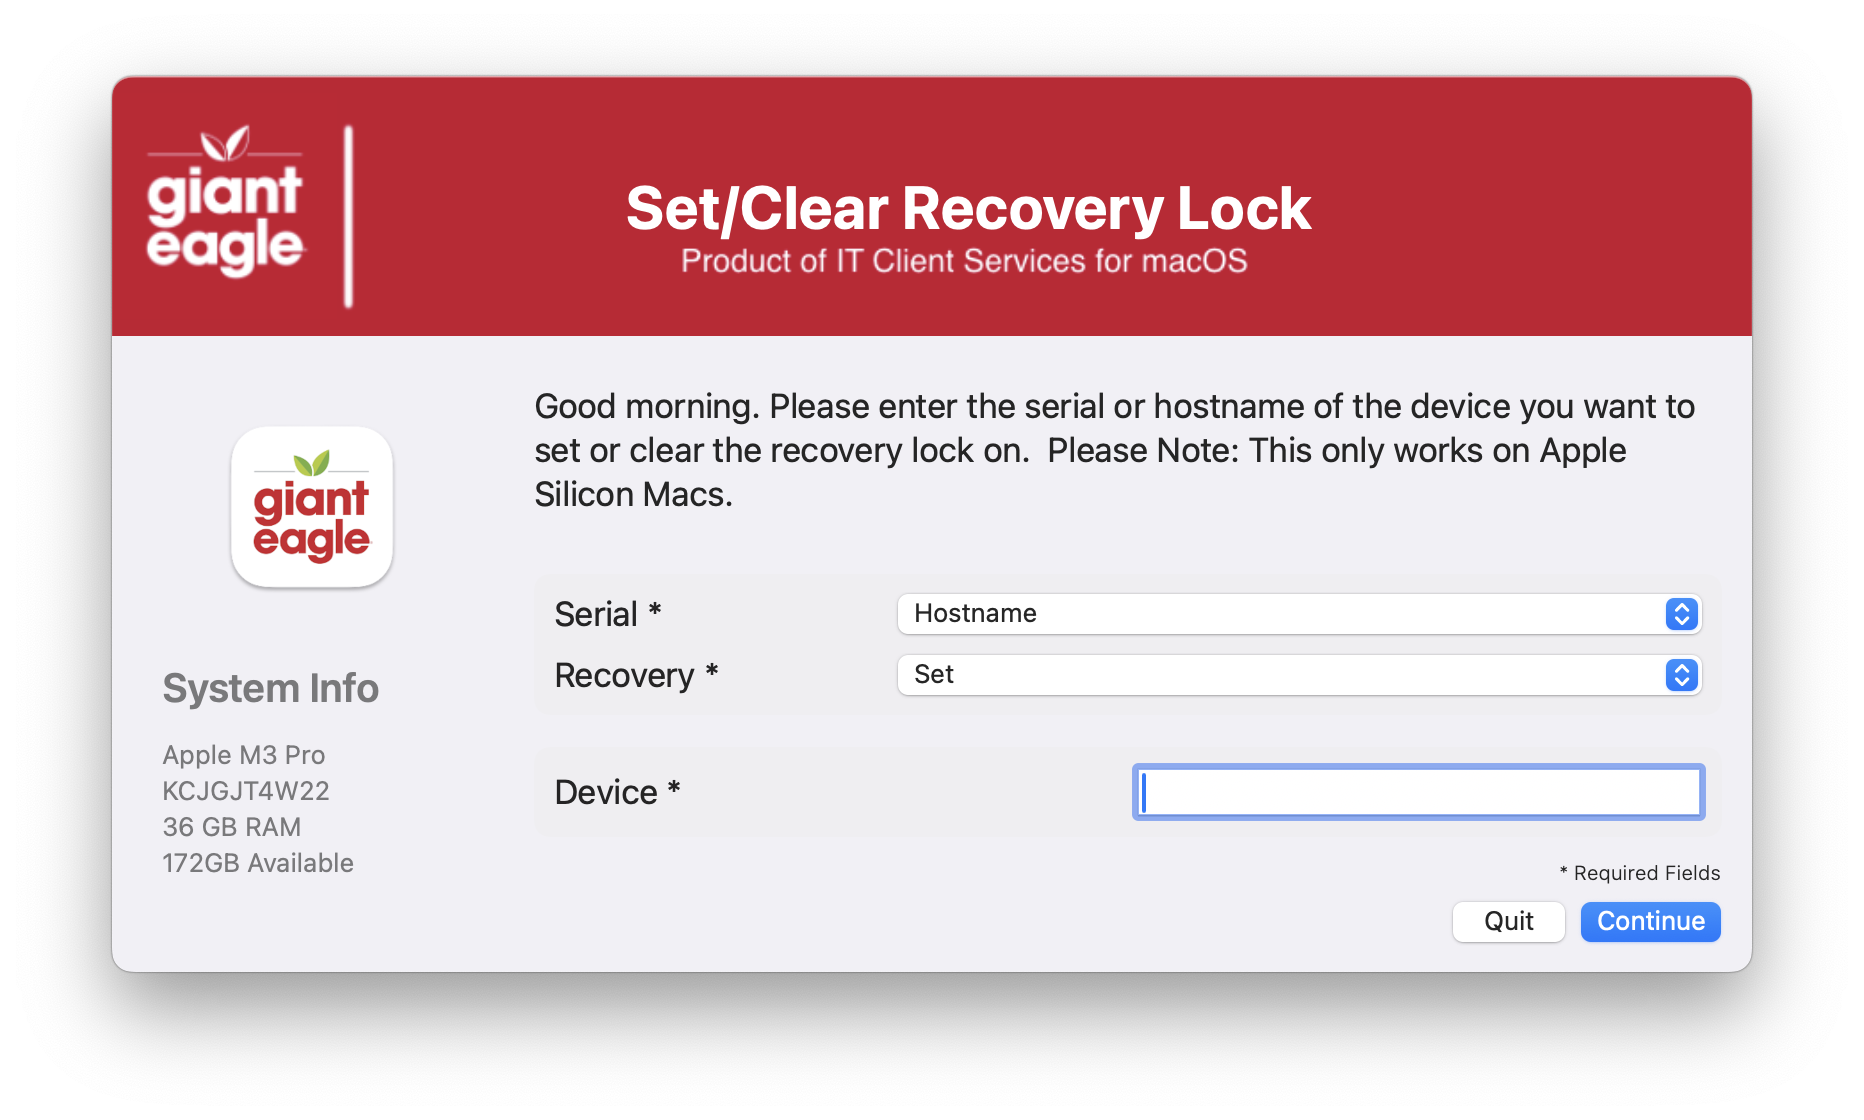 giant
eagle
Set/Clear Recovery Lock
Product of IT Client Services for macOS
giant
eagle
System Info
Apple M3 Pro
KCJGJT4W22
36 GB RAM
172GB Available
Good morning. Please enter the serial or hostname of the device you want to
set or clear the recovery lock on.  Please Note: This only works on Apple
Silicon Macs.
Serial * Hostname
Recovery * Set
Device *
* Required Fields
Quit Continue